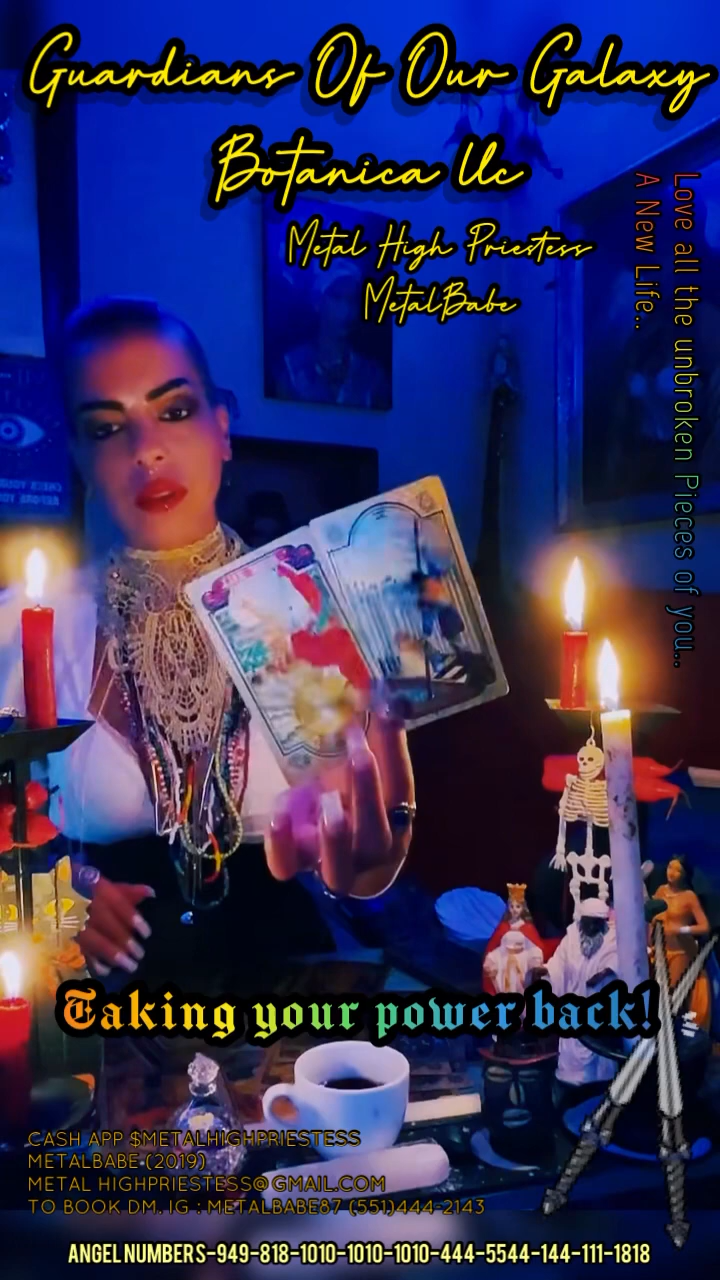 Guardians Of Our Galaxy
Botanica llc
Metal High Priestess
MetalBabe
Love all the unbroken Pieces of you..
A New Life..
Taking your power back!
CASH APP $METALHIGHPRIESTESS
METALBABE (2019)
METAL HIGHPRIESTESS@GMAIL.COM
TO BOOK DM. IG : METALBABE87 (551)444-2143
ANGEL NUMBERS-949-818-1010-1010-1010-444-5544-144-111-1818